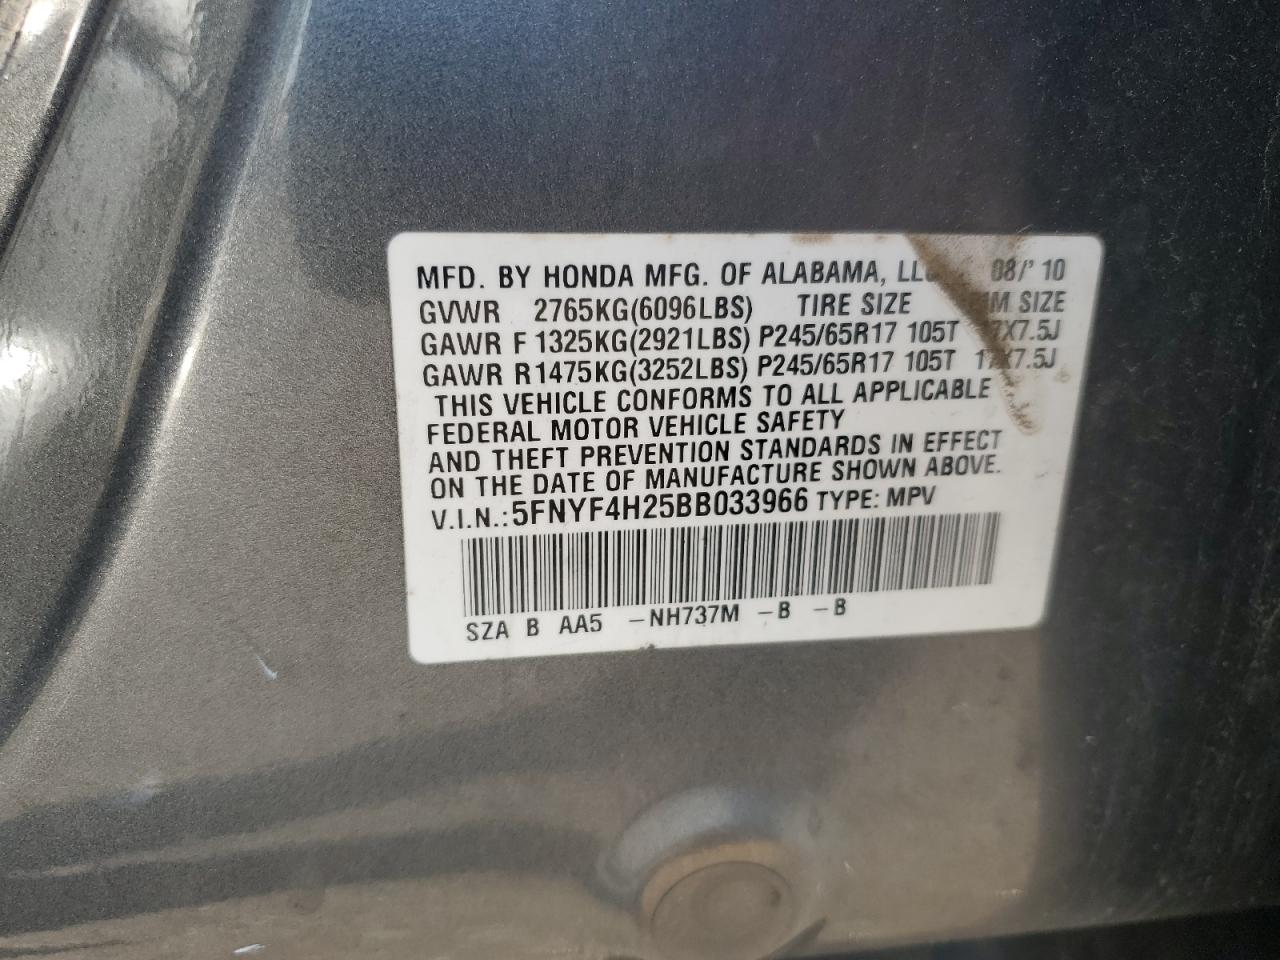 MFD. BY HONDA MFG. OF ALABAMA, 08/' 10
GVWR 2765KG(6096LBS) TIRE SIZE SIZE
GAWR F 1325KG(2921LBS) P245/65R17 105T 17X7.5J
GAWR R1475KG(3252LBS) P245/65R17 105T 17X7.5J
THIS VEHICLE CONFORMS TO ALL APPLICABLE
FEDERAL MOTOR VEHICLE SAFETY
AND THEFT PREVENTION STANDARDS IN EFFECT
ON THE DATE OF MANUFACTURE SHOWN ABOVE.
V.I.N.: 5FNYF4H25BB033966 TYPE: MPV
SZA B AA5 -NH737M -B -B